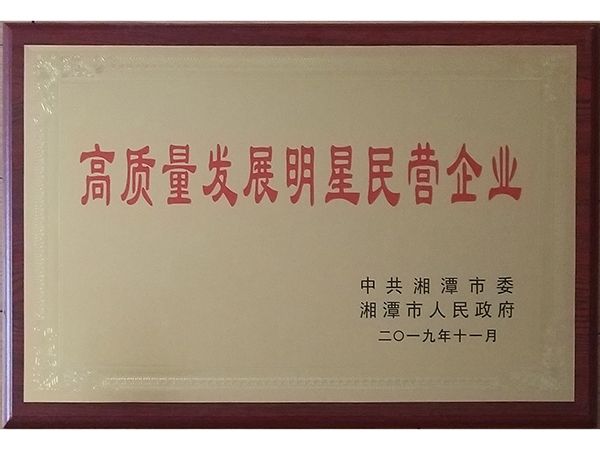 高质量发展明星民营企业
中共湘潭市委
湘潭市人民政府
二〇一九年十一月